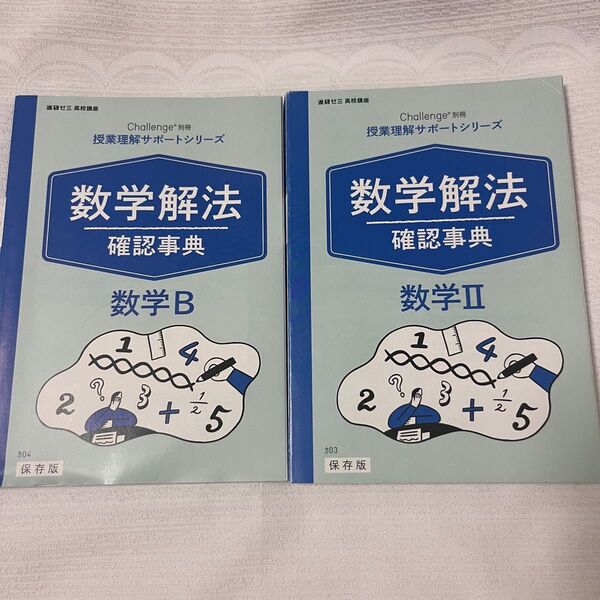 進研ゼミ 高校講座
Challenge®別冊
授業理解サポートシリーズ
数学解法
確認事典
数学B
1
4
2
?
3
+
1/2
5
ｶ04
保存版
進研ゼミ 高校講座
Challenge®別冊
授業理解サポートシリーズ
数学解法
確認事典
数学Ⅱ
1
4
2
?
3
+
1/2
5
ｶ03
保存版